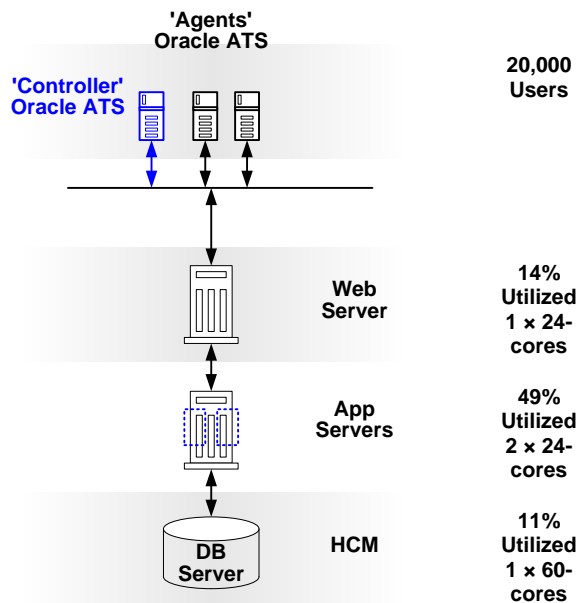 'Agents'
Oracle ATS
'Controller'
Oracle ATS
20,000
Users
Web
Server
14%
Utilized
1 × 24-
cores
App
Servers
49%
Utilized
2 × 24-
cores
DB
Server
HCM
11%
Utilized
1 × 60-
cores